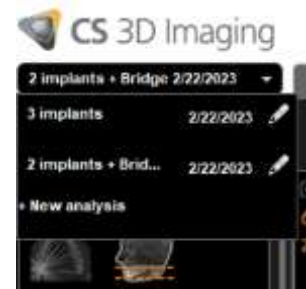 CS 3D Imaging
2 implants + Bridge 2/22/2023
3 implants 2/22/2023
2 implants + Brid... 2/22/2023
+ New analysis